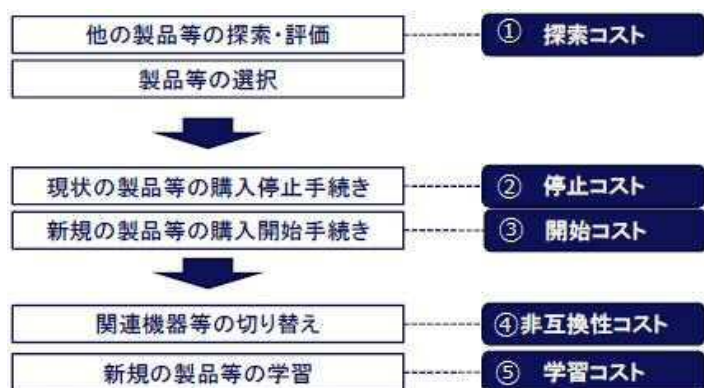 他の製品等の探索・評価
① 探索コスト
製品等の選択
現状の製品等の購入停止手続き
② 停止コスト
新規の製品等の購入開始手続き
③ 開始コスト
関連機器等の切り替え
④非互換性コスト
新規の製品等の学習
⑤ 学習コスト